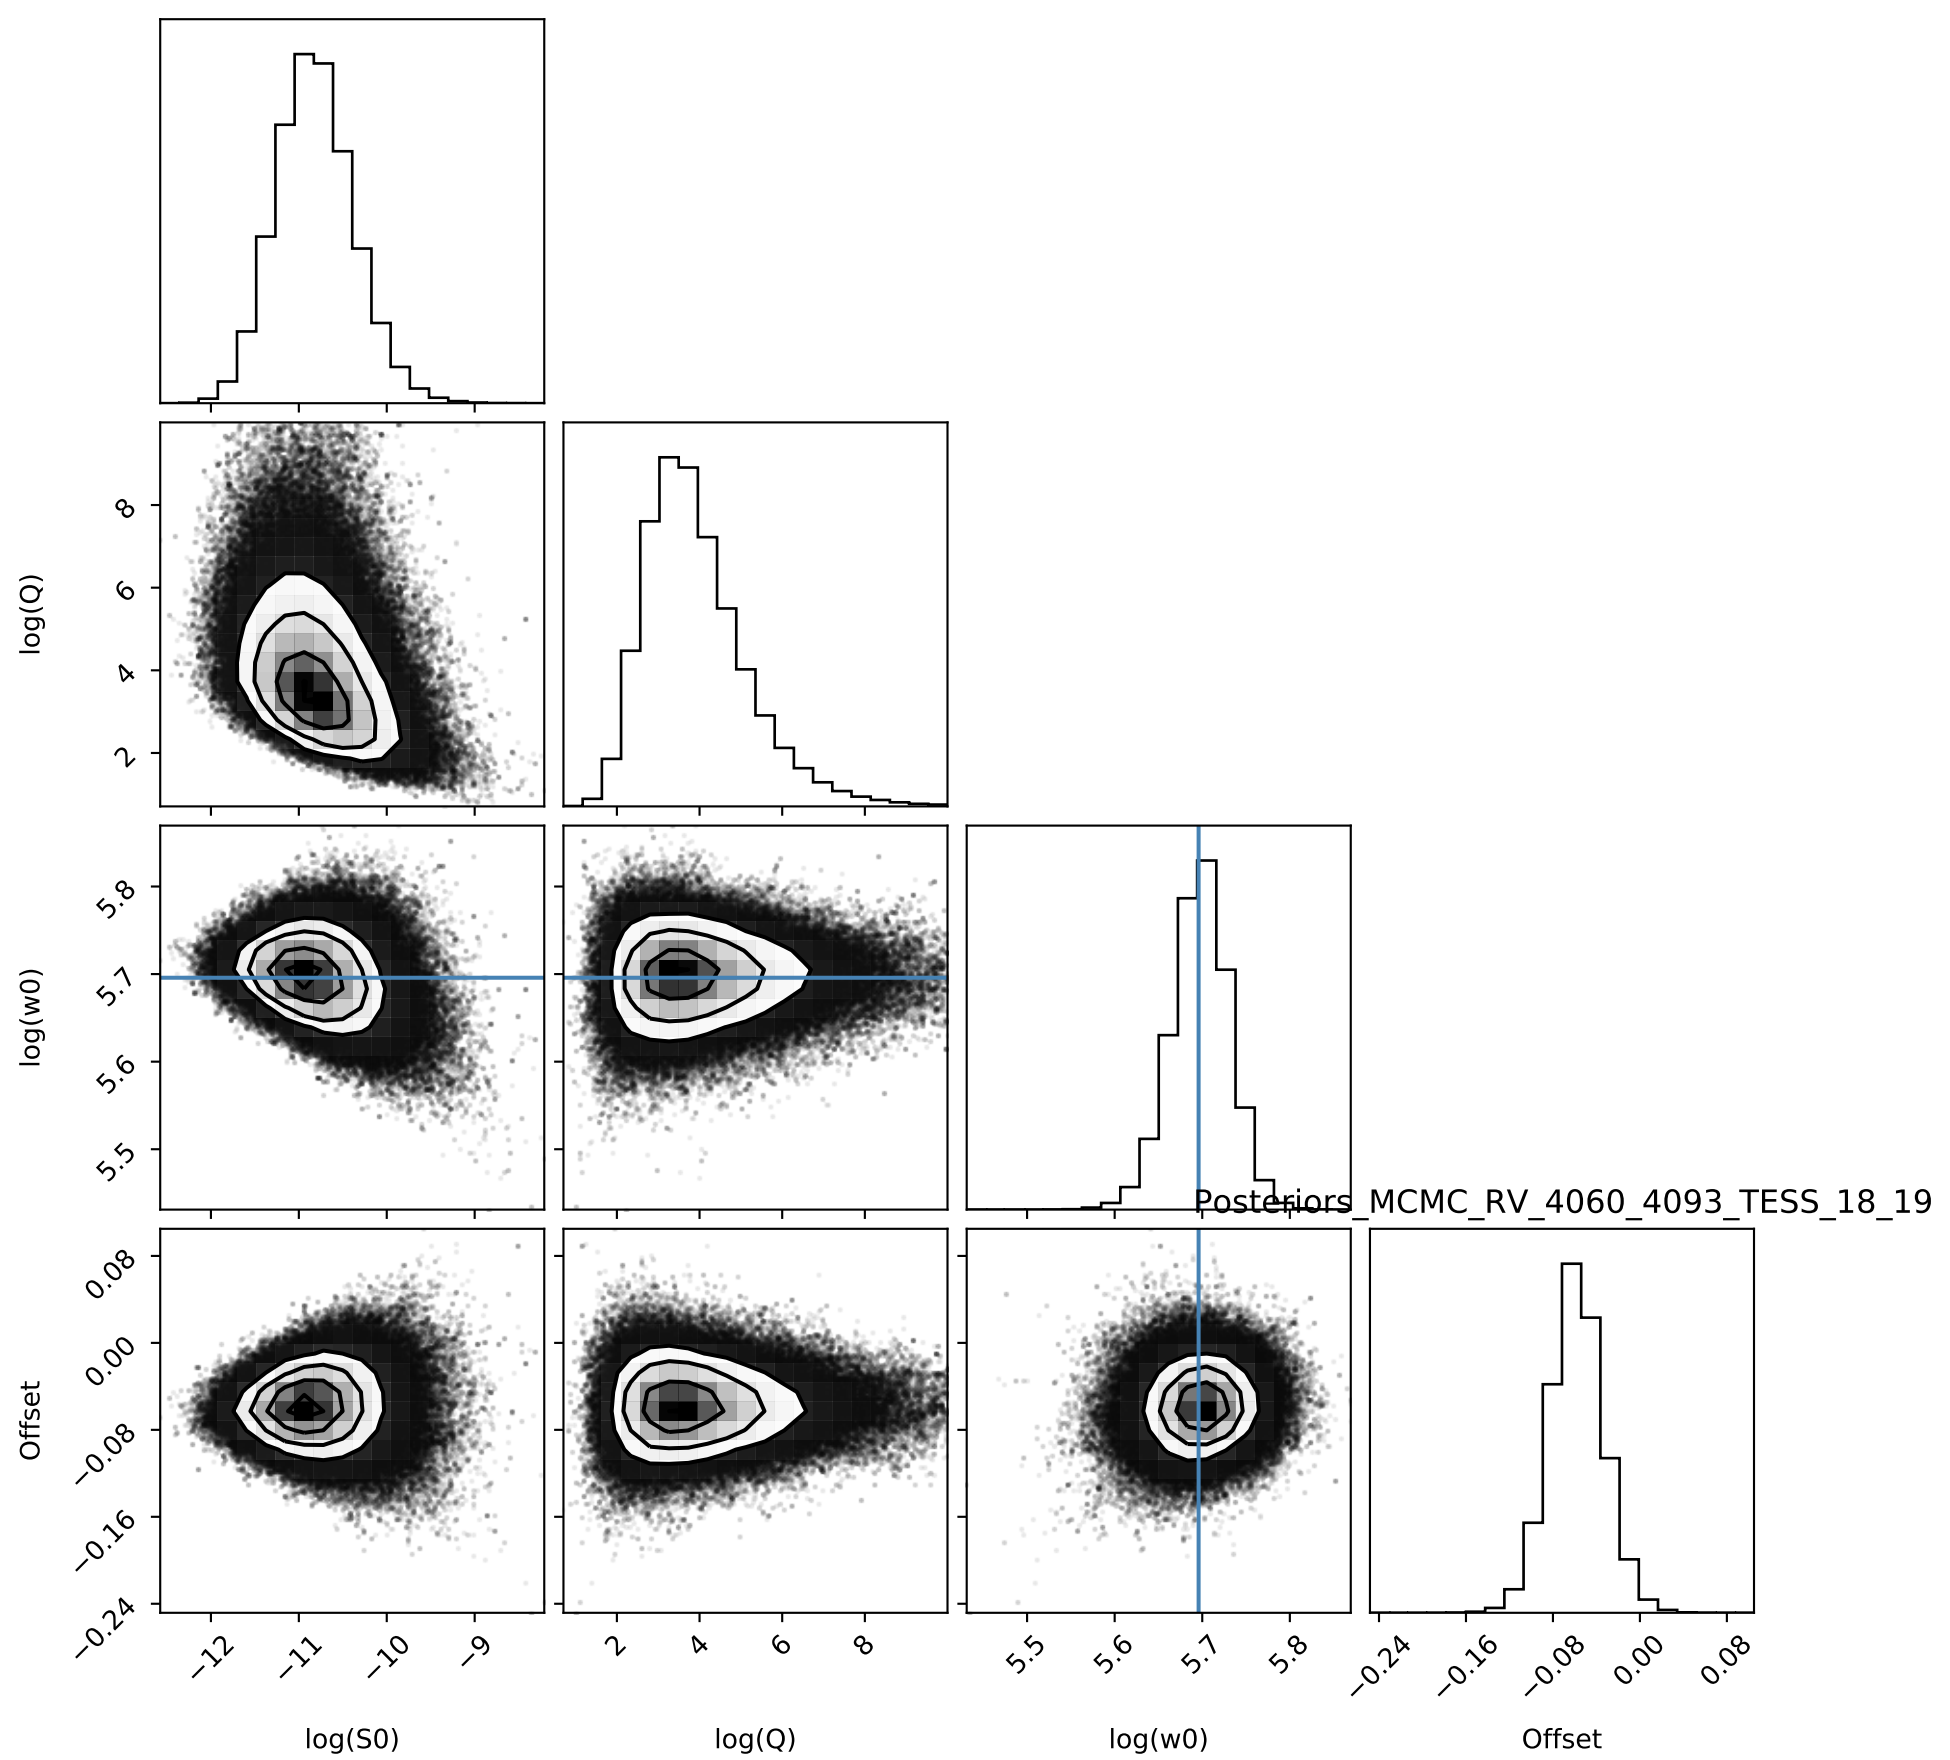 log(Q)
8
6
4
2
log(w0)
5.8
5.7
5.6
5.5
Posteriors_MCMC_RV_4060_4093_TESS_18_19
Offset
0.08
0.00
−0.08
−0.16
−0.24
−12 −11 −10 −9
2 4 6 8
5.5 5.6 5.7 5.8
−0.24 −0.16 −0.08 0.00 0.08
log(S0) log(Q) log(w0) Offset